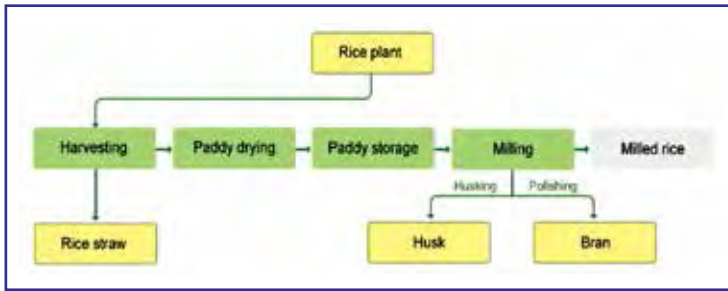 Rice plant
Harvesting
Paddy drying
Paddy storage
Milling
Milled rice
Husking
Polishing
Rice straw
Husk
Bran